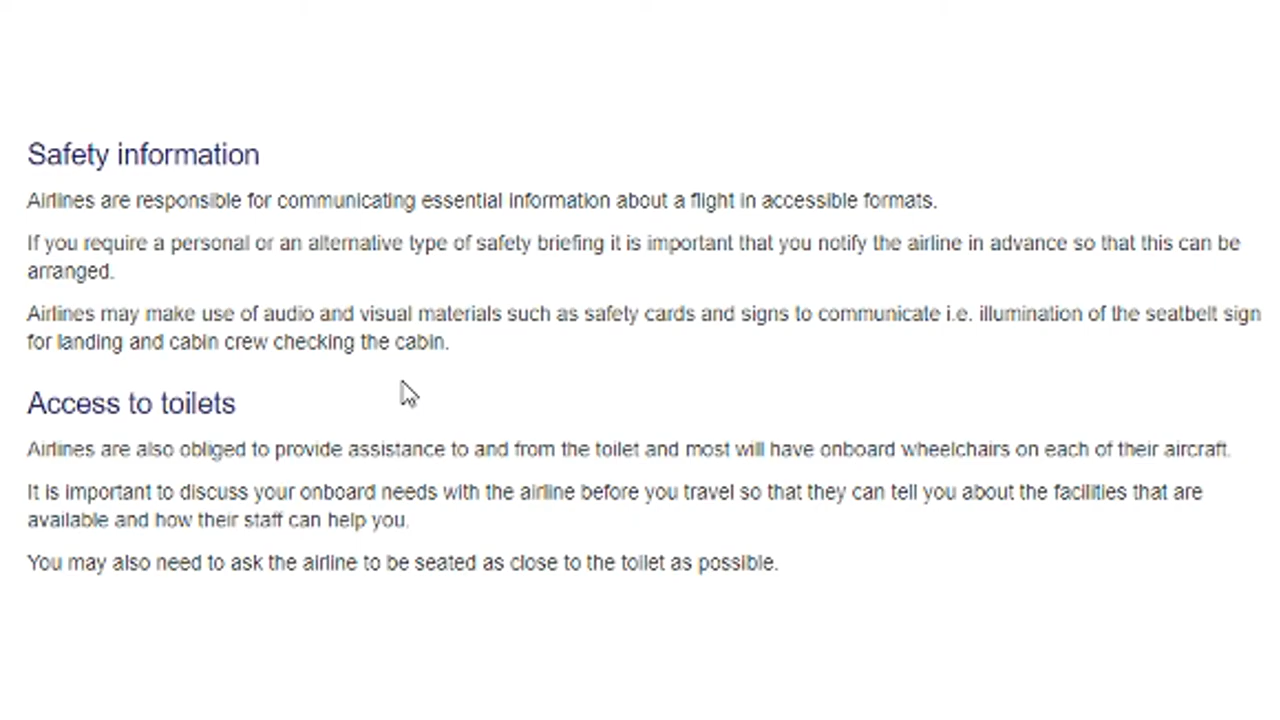 Safety information
Airlines are responsible for communicating essential information about a flight in accessible formats.
If you require a personal or an alternative type of safety briefing it is important that you notify the airline in advance so that this can be
arranged.
Airlines may make use of audio and visual materials such as safety cards and signs to communicate i.e. illumination of the seatbelt sign
for landing and cabin crew checking the cabin.
Access to toilets
Airlines are also obliged to provide assistance to and from the toilet and most will have onboard wheelchairs on each of their aircraft.
It is important to discuss your onboard needs with the airline before you travel so that they can tell you about the facilities that are
available and how their staff can help you.
You may also need to ask the airline to be seated as close to the toilet as possible.